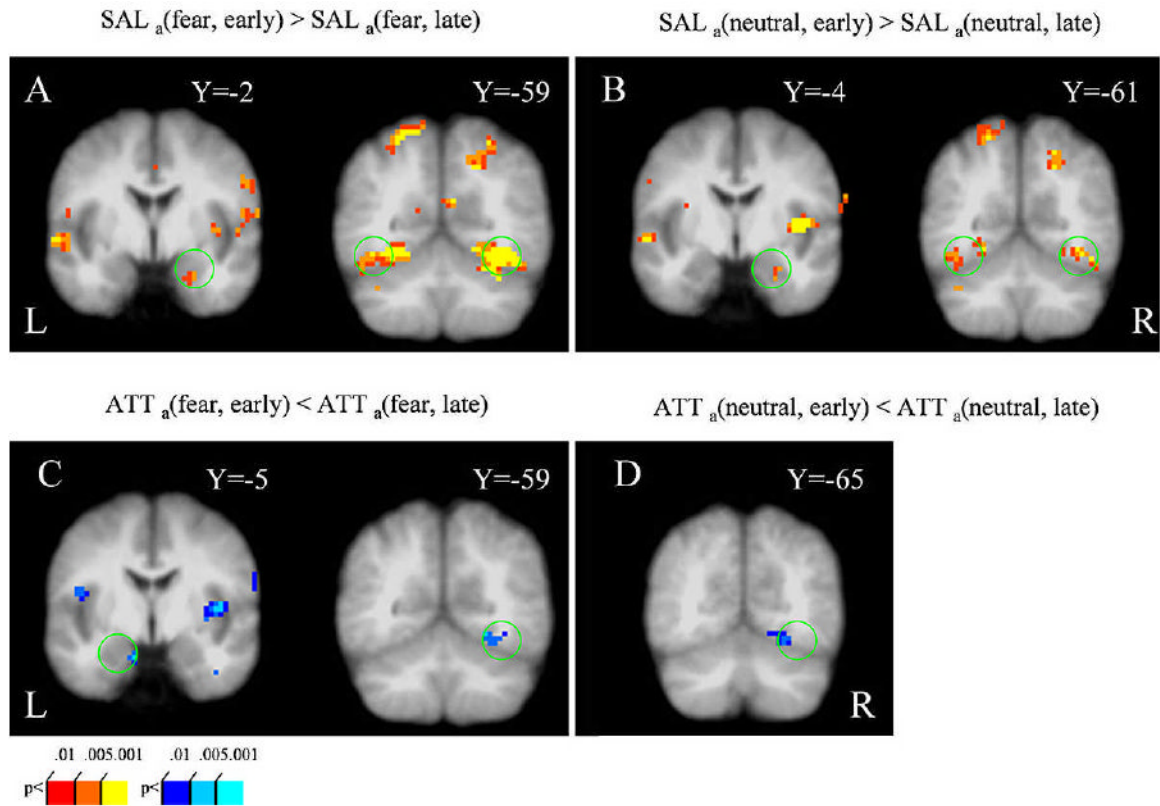 SAL a(fear, early) > SAL a(fear, late)
SAL a(neutral, early) > SAL a(neutral, late)
A
Y=-2
Y=-59
B
Y=-4
Y=-61
L
R
ATT a(fear, early) < ATT a(fear, late)
ATT a(neutral, early) < ATT a(neutral, late)
C
Y=-5
Y=-59
D
Y=-65
L
R
.01 .005.001
.01 .005.001
p<
p<